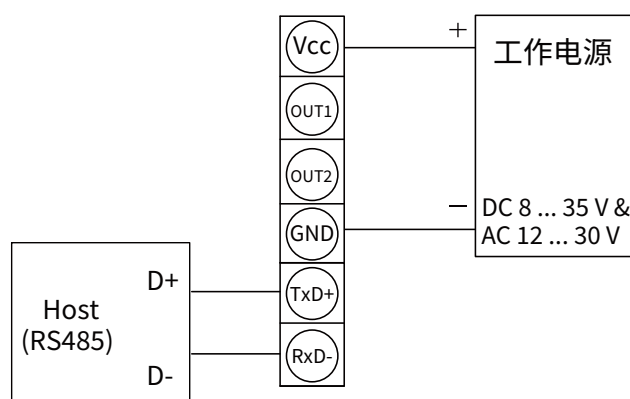 Vcc
+
工作电源
OUT1
OUT2
GND
−
DC 8 ... 35 V &
AC 12 ... 30 V
Host
(RS485)
D+
D-
TxD+
RxD-